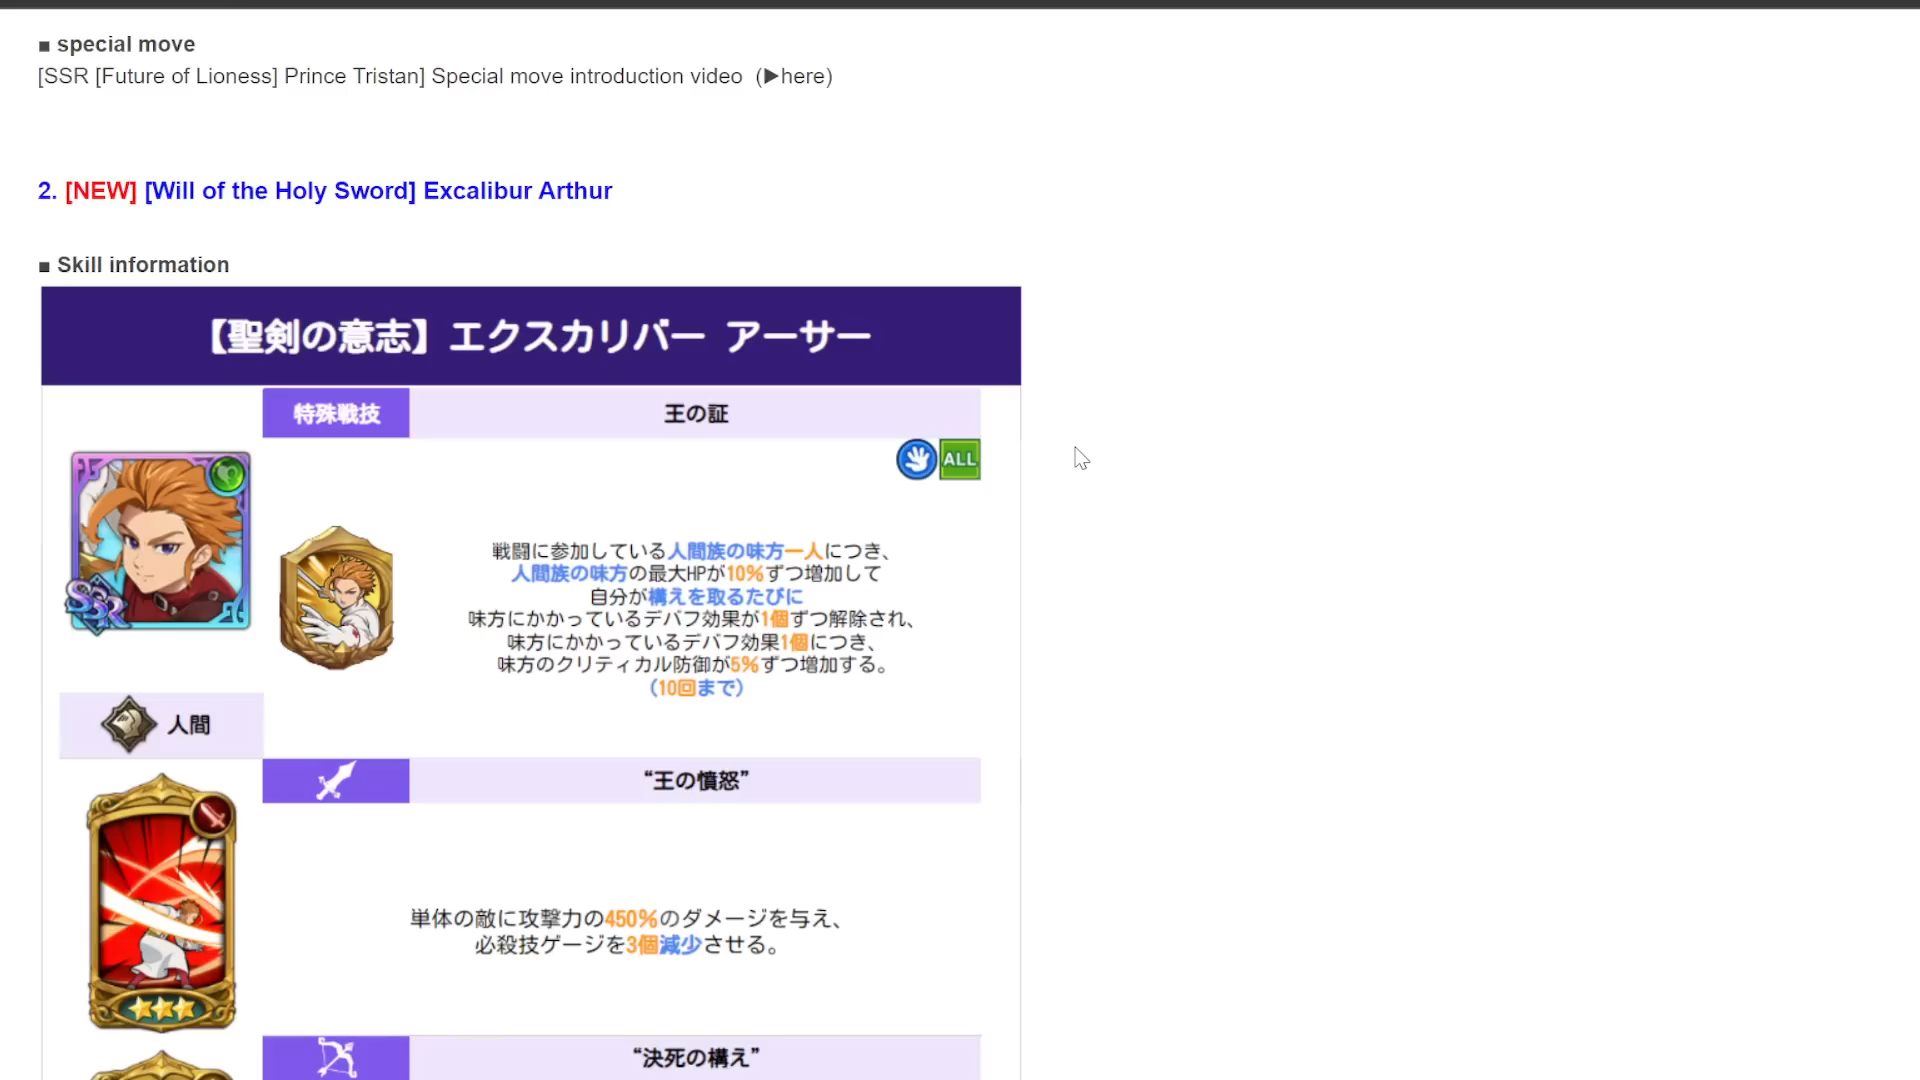 ■ special move
[SSR [Future of Lioness] Prince Tristan] Special move introduction video (▶here)
2. [NEW] [Will of the Holy Sword] Excalibur Arthur
■ Skill information
【聖剣の意志】エクスカリバー アーサー
特殊戦技
王の証
ALL
戦闘に参加している人間族の味方一人につき、
人間族の味方の最大HPが10%ずつ増加して
自分が構えを取るたびに
味方にかかっているデバフ効果が1個ずつ解除され、
味方にかかっているデバフ効果1個につき、
味方のクリティカル防御が5%ずつ増加する。
（10回まで）
SSR
人間
“王の憤怒”
単体の敵に攻撃力の450%のダメージを与え、
必殺技ゲージを3個減少させる。
“決死の構え”